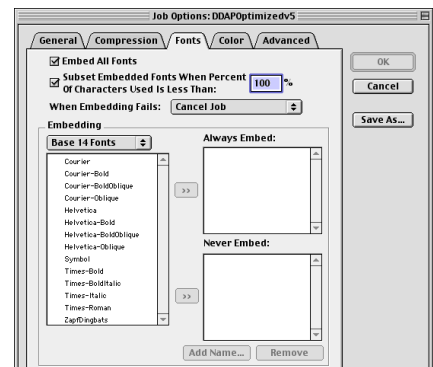 Job Options: DDAPOptimizedv5
General Compression Fonts Color Advanced
Embed All Fonts
Subset Embedded Fonts When Percent
Of Characters Used Is Less Than: 100 %
When Embedding Fails: Cancel Job
OK
Cancel
Save As...
Embedding
Base 14 Fonts
Courier
Courier-Bold
Courier-BoldOblique
Courier-Oblique
Helvetica
Helvetica-Bold
Helvetica-BoldOblique
Helvetica-Oblique
Symbol
Times-Bold
Times-BoldItalic
Times-Italic
Times-Roman
ZapfDingbats
>>
>>
Always Embed:
Never Embed:
Add Name... Remove